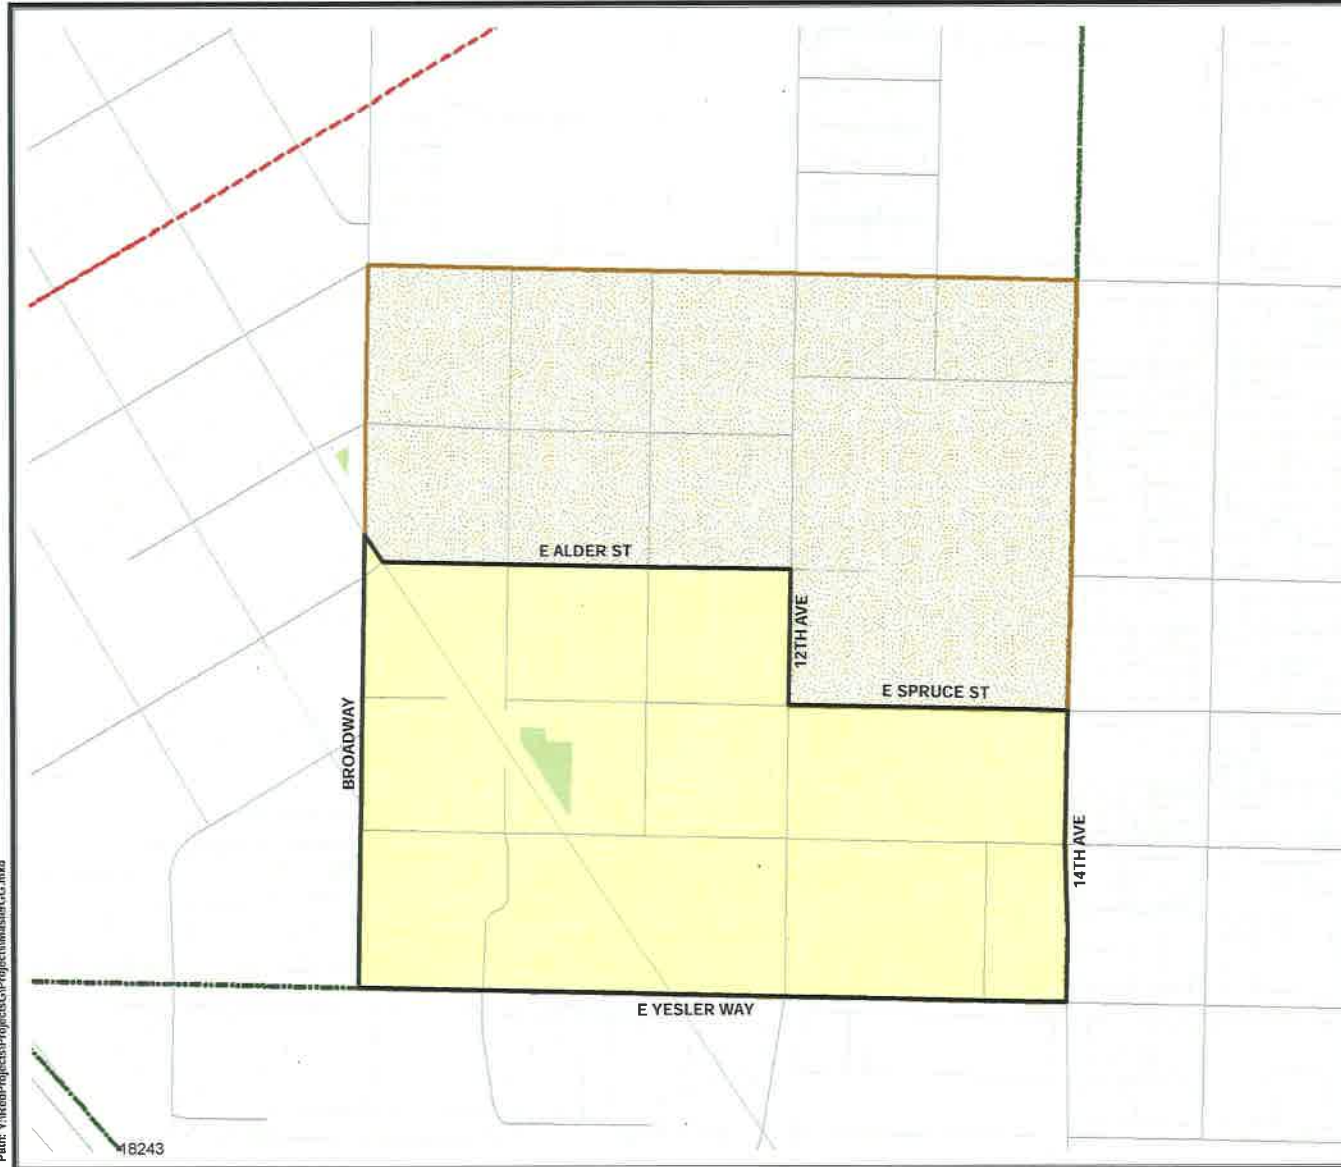 E ALDER ST
12TH AVE
E SPRUCE ST
BROADWAY
14TH AVE
E YESLER WAY
18243